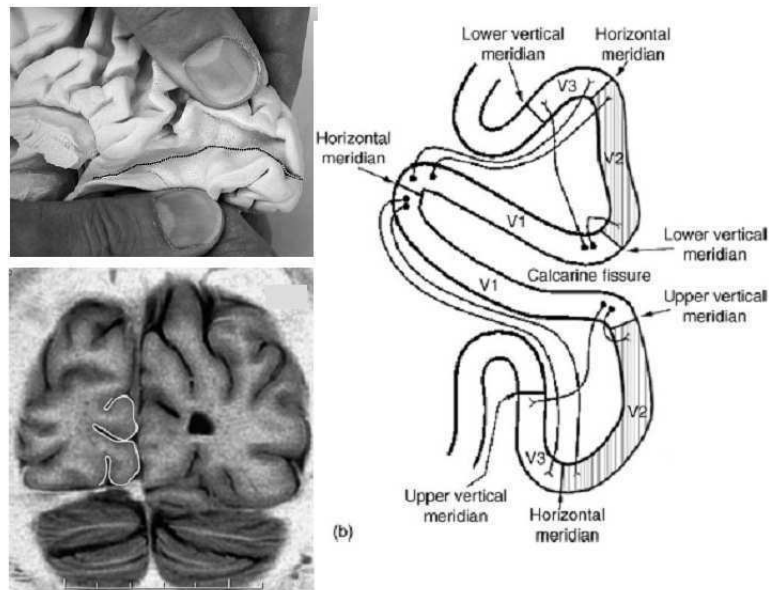 Lower vertical
meridian
Horizontal
meridian
V3
Horizontal
meridian
V2
V1
Lower vertical
meridian
Calcarine fissure
V1
Upper vertical
meridian
V2
V3
Upper vertical
meridian
Horizontal
meridian
(b)